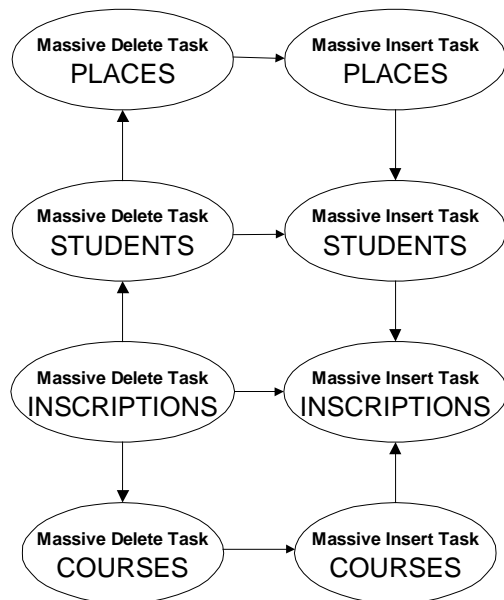 Massive Delete Task
PLACES
Massive Insert Task
PLACES
Massive Delete Task
STUDENTS
Massive Insert Task
STUDENTS
Massive Delete Task
INSCRIPTIONS
Massive Insert Task
INSCRIPTIONS
Massive Delete Task
COURSES
Massive Insert Task
COURSES